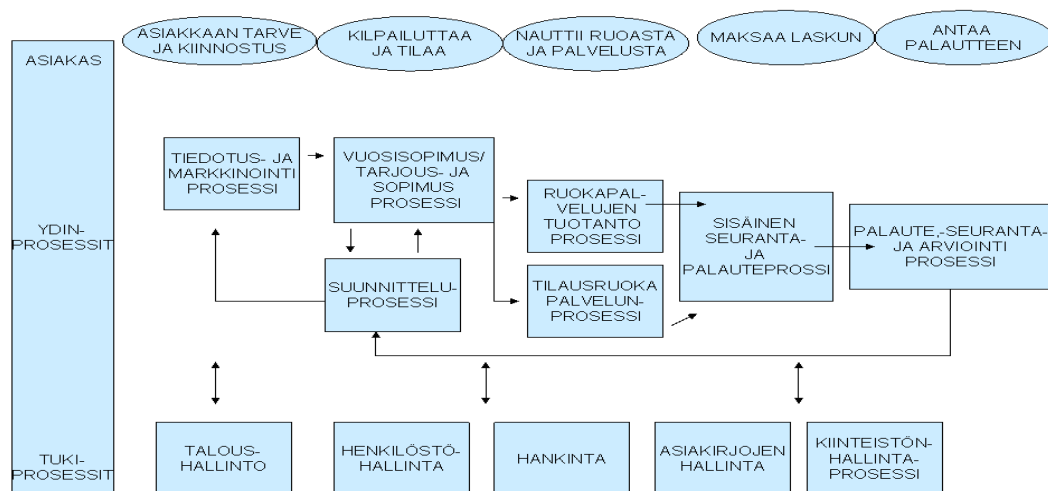 ASIAKKAAN TARVE
JA KIINNOSTUS
KILPAILUTTAA
JA TILAA
NAUTTII RUOASTA
JA PALVELUSTA
MAKSAA LASKUN
ANTAA
PALAUTTEEN
ASIAKAS
TIEDOTUS- JA
MARKKINOINTI
PROSESSI
VUOSISOPIMUS/
TARJOUS- JA
SOPIMUS
PROSESSI
RUOKAPAL-
VELUJEN
TUOTANTO
PROSESSI
SISÄINEN
SEURANTA-
JA
PALAUTEPROSSI
PALAUTE,-SEURANTA-
JA ARVIOINTI
PROSESSI
YDIN-
PROSESSIT
SUUNNITTELU-
PROSESSI
TILAUSRUOKA
PALVELUN-
PROSESSI
TUKI-
PROSESSIT
TALOUS-
HALLINTO
HENKILÖSTÖ-
HALLINTA
HANKINTA
ASIAKIRJOJEN
HALLINTA
KIINTEISTÖN-
HALLINTA-
PROSESSI